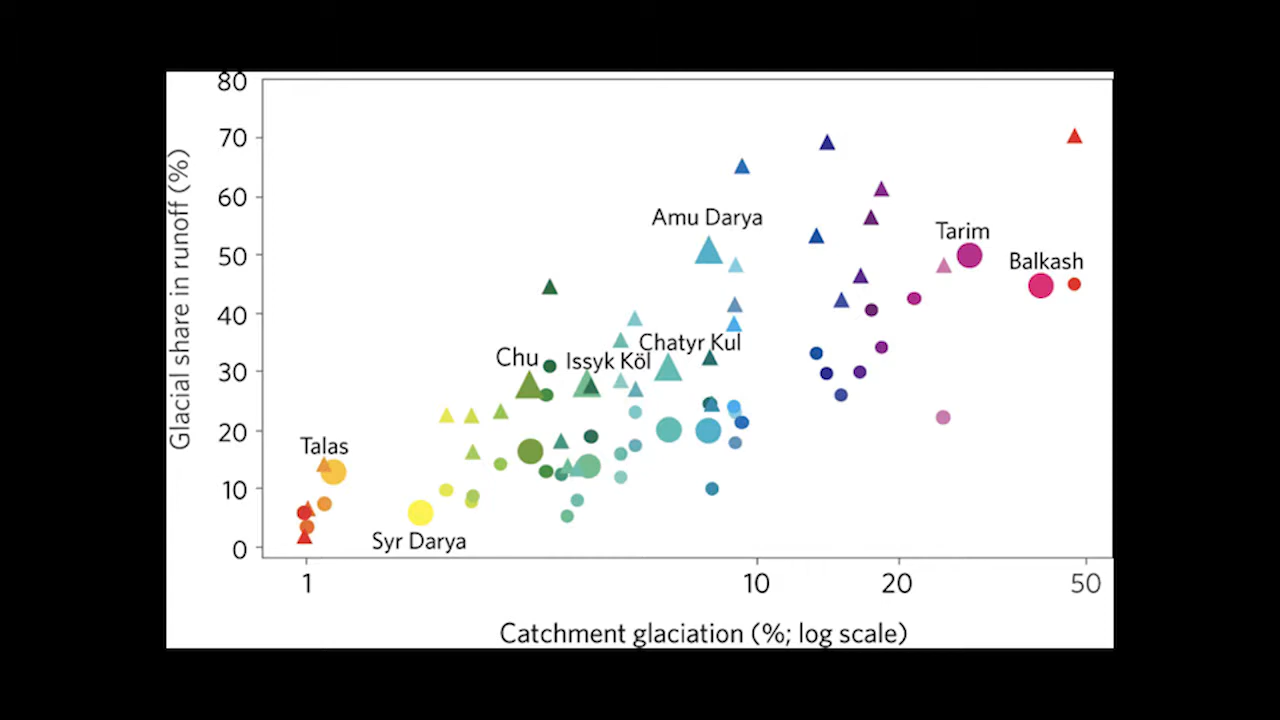 80
70
60
50
40
30
20
10
0
Glacial share in runoff (%)
Amu Darya
Tarim
Balkash
Chatyr Kul
Chu
Issyk Köl
Talas
Syr Darya
1
10
20
50
Catchment glaciation (%; log scale)